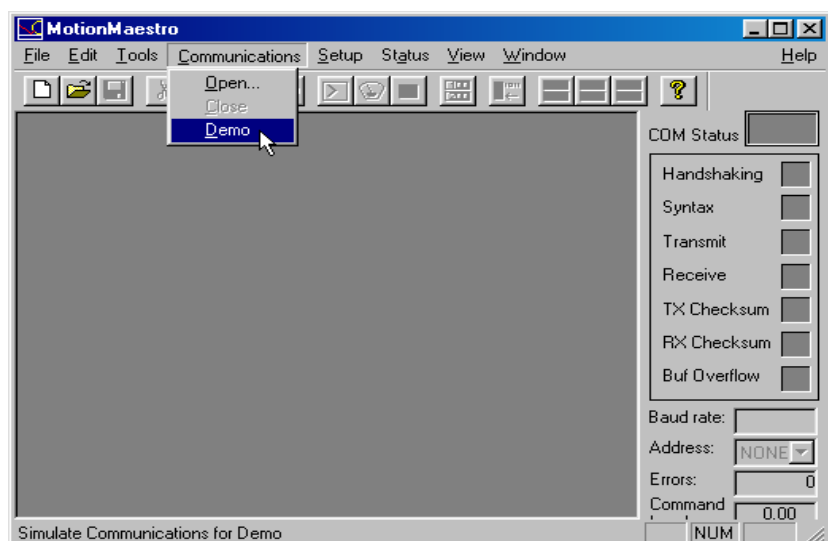 MotionMaestro
File Edit Tools Communications Setup Status View Window Help
Open...
Close
Demo
COM Status
Handshaking
Syntax
Transmit
Receive
TX Checksum
RX Checksum
Buf Overflow
Baud rate:
Address: NONE
Errors: 0
Command 0.00
Simulate Communications for Demo NUM